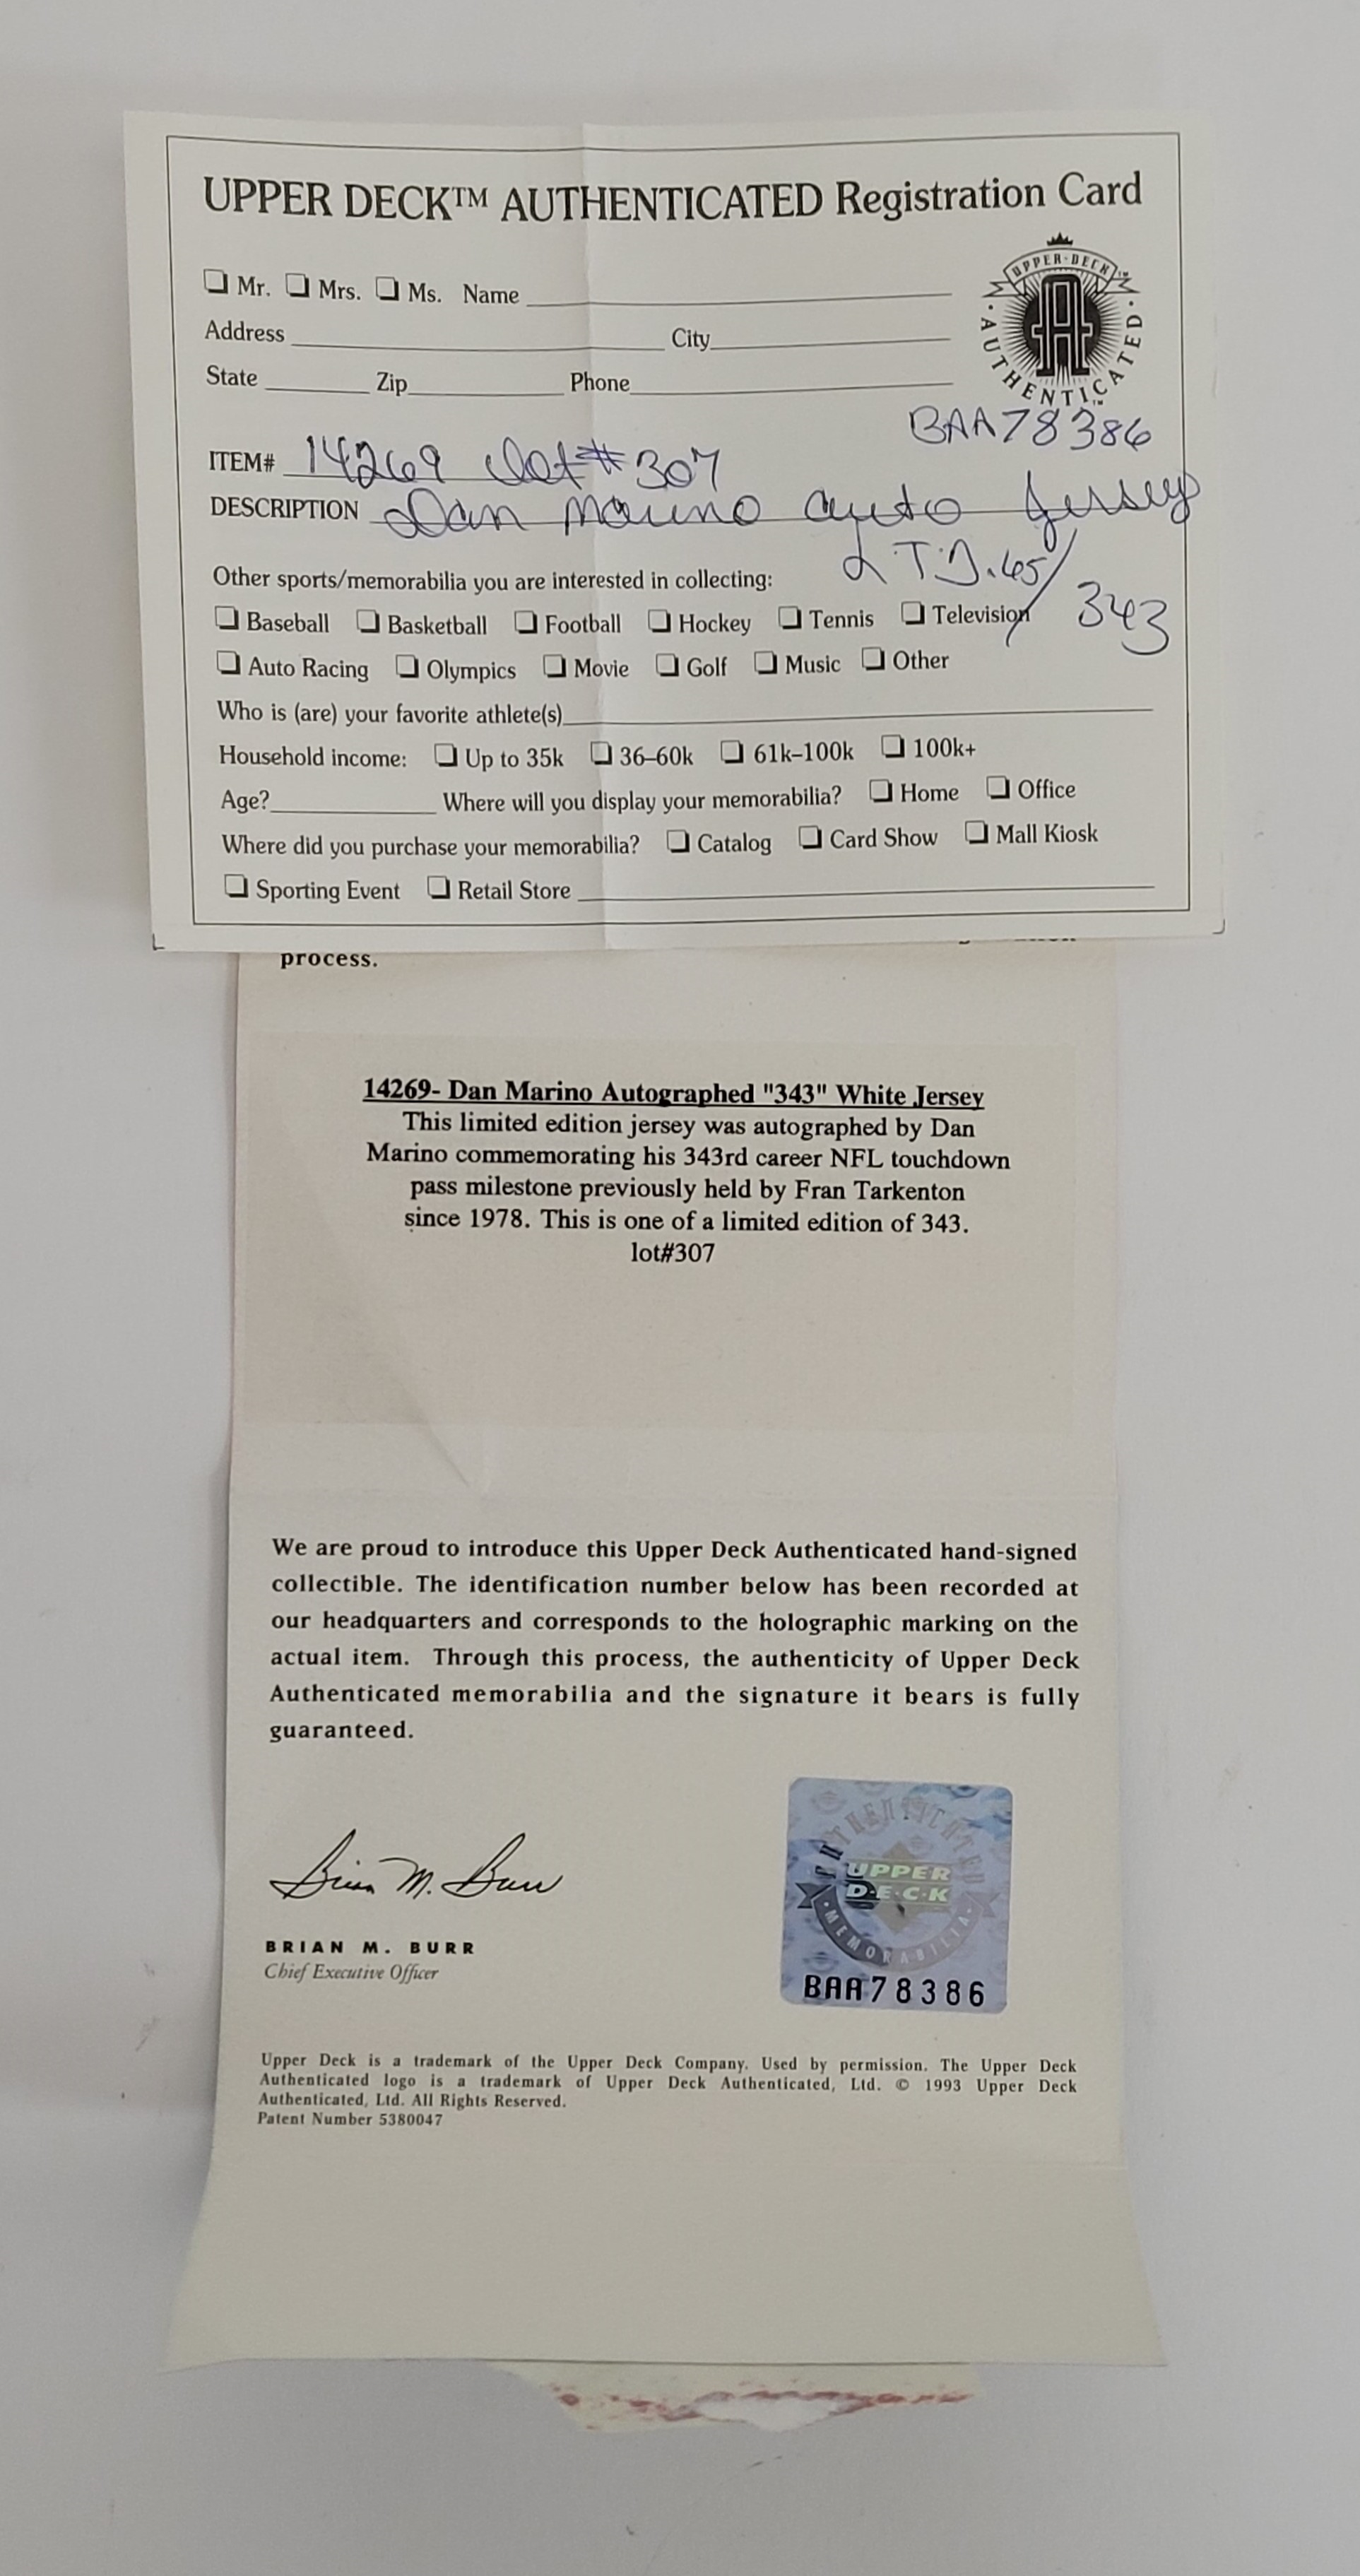 UPPER DECK™ AUTHENTICATED Registration Card
❏ Mr. ❏ Mrs. ❏ Ms. Name
UPPER·DECK™
·AUTHENTICATED·™
Address City
State Zip Phone
BAA78386
ITEM# 14269 lot#307
DESCRIPTION Dan Marino auto Jersey
LTD. 65/343
Other sports/memorabilia you are interested in collecting:
❏ Baseball ❏ Basketball ❏ Football ❏ Hockey ❏ Tennis ❏ Television
❏ Auto Racing ❏ Olympics ❏ Movie ❏ Golf ❏ Music ❏ Other
Who is (are) your favorite athlete(s)
Household income: ❏ Up to 35k ❏ 36–60k ❏ 61k–100k ❏ 100k+
Age? Where will you display your memorabilia? ❏ Home ❏ Office
Where did you purchase your memorabilia? ❏ Catalog ❏ Card Show ❏ Mall Kiosk
❏ Sporting Event ❏ Retail Store
process.
14269- Dan Marino Autographed "343" White Jersey
This limited edition jersey was autographed by Dan
Marino commemorating his 343rd career NFL touchdown
pass milestone previously held by Fran Tarkenton
since 1978. This is one of a limited edition of 343.
lot#307
We are proud to introduce this Upper Deck Authenticated hand-signed
collectible. The identification number below has been recorded at
our headquarters and corresponds to the holographic marking on the
actual item. Through this process, the authenticity of Upper Deck
Authenticated memorabilia and the signature it bears is fully
guaranteed.
Brian M. Burr
BRIAN M. BURR
Chief Executive Officer
AUTHENTICATED
UPPER
D·E·C·K
·MEMORABILIA·
BAA78386
Upper Deck is a trademark of the Upper Deck Company. Used by permission. The Upper Deck
Authenticated logo is a trademark of Upper Deck Authenticated, Ltd. © 1993 Upper Deck
Authenticated, Ltd. All Rights Reserved.
Patent Number 5380047